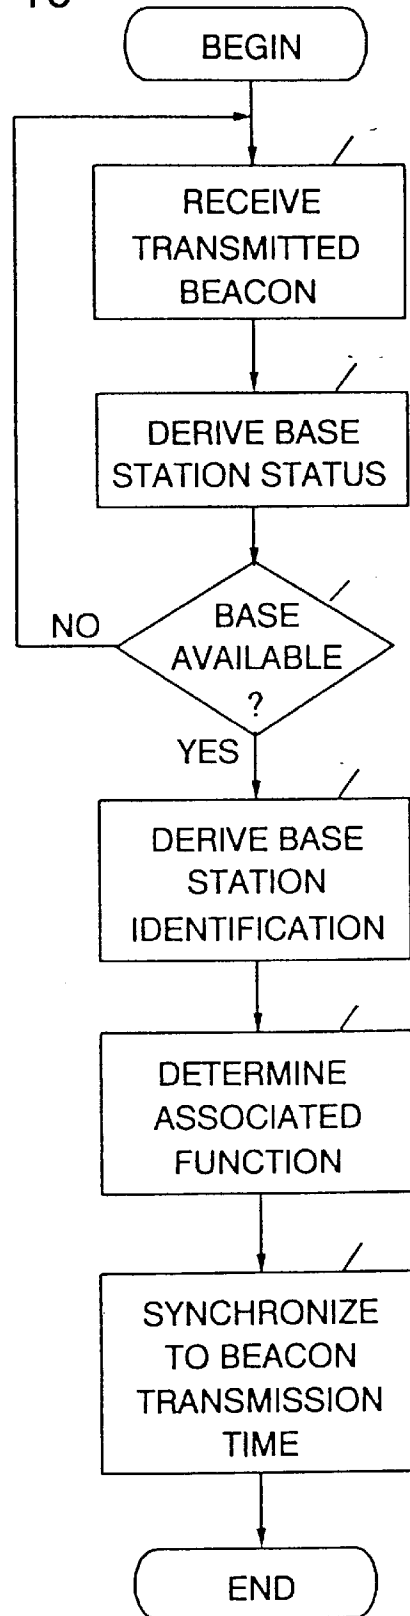 BEGIN
RECEIVE
TRANSMITTED
BEACON
DERIVE BASE
STATION STATUS
BASE
AVAILABLE
?
NO
YES
DERIVE BASE
STATION
IDENTIFICATION
DETERMINE
ASSOCIATED
FUNCTION
SYNCHRONIZE
TO BEACON
TRANSMISSION
TIME
END